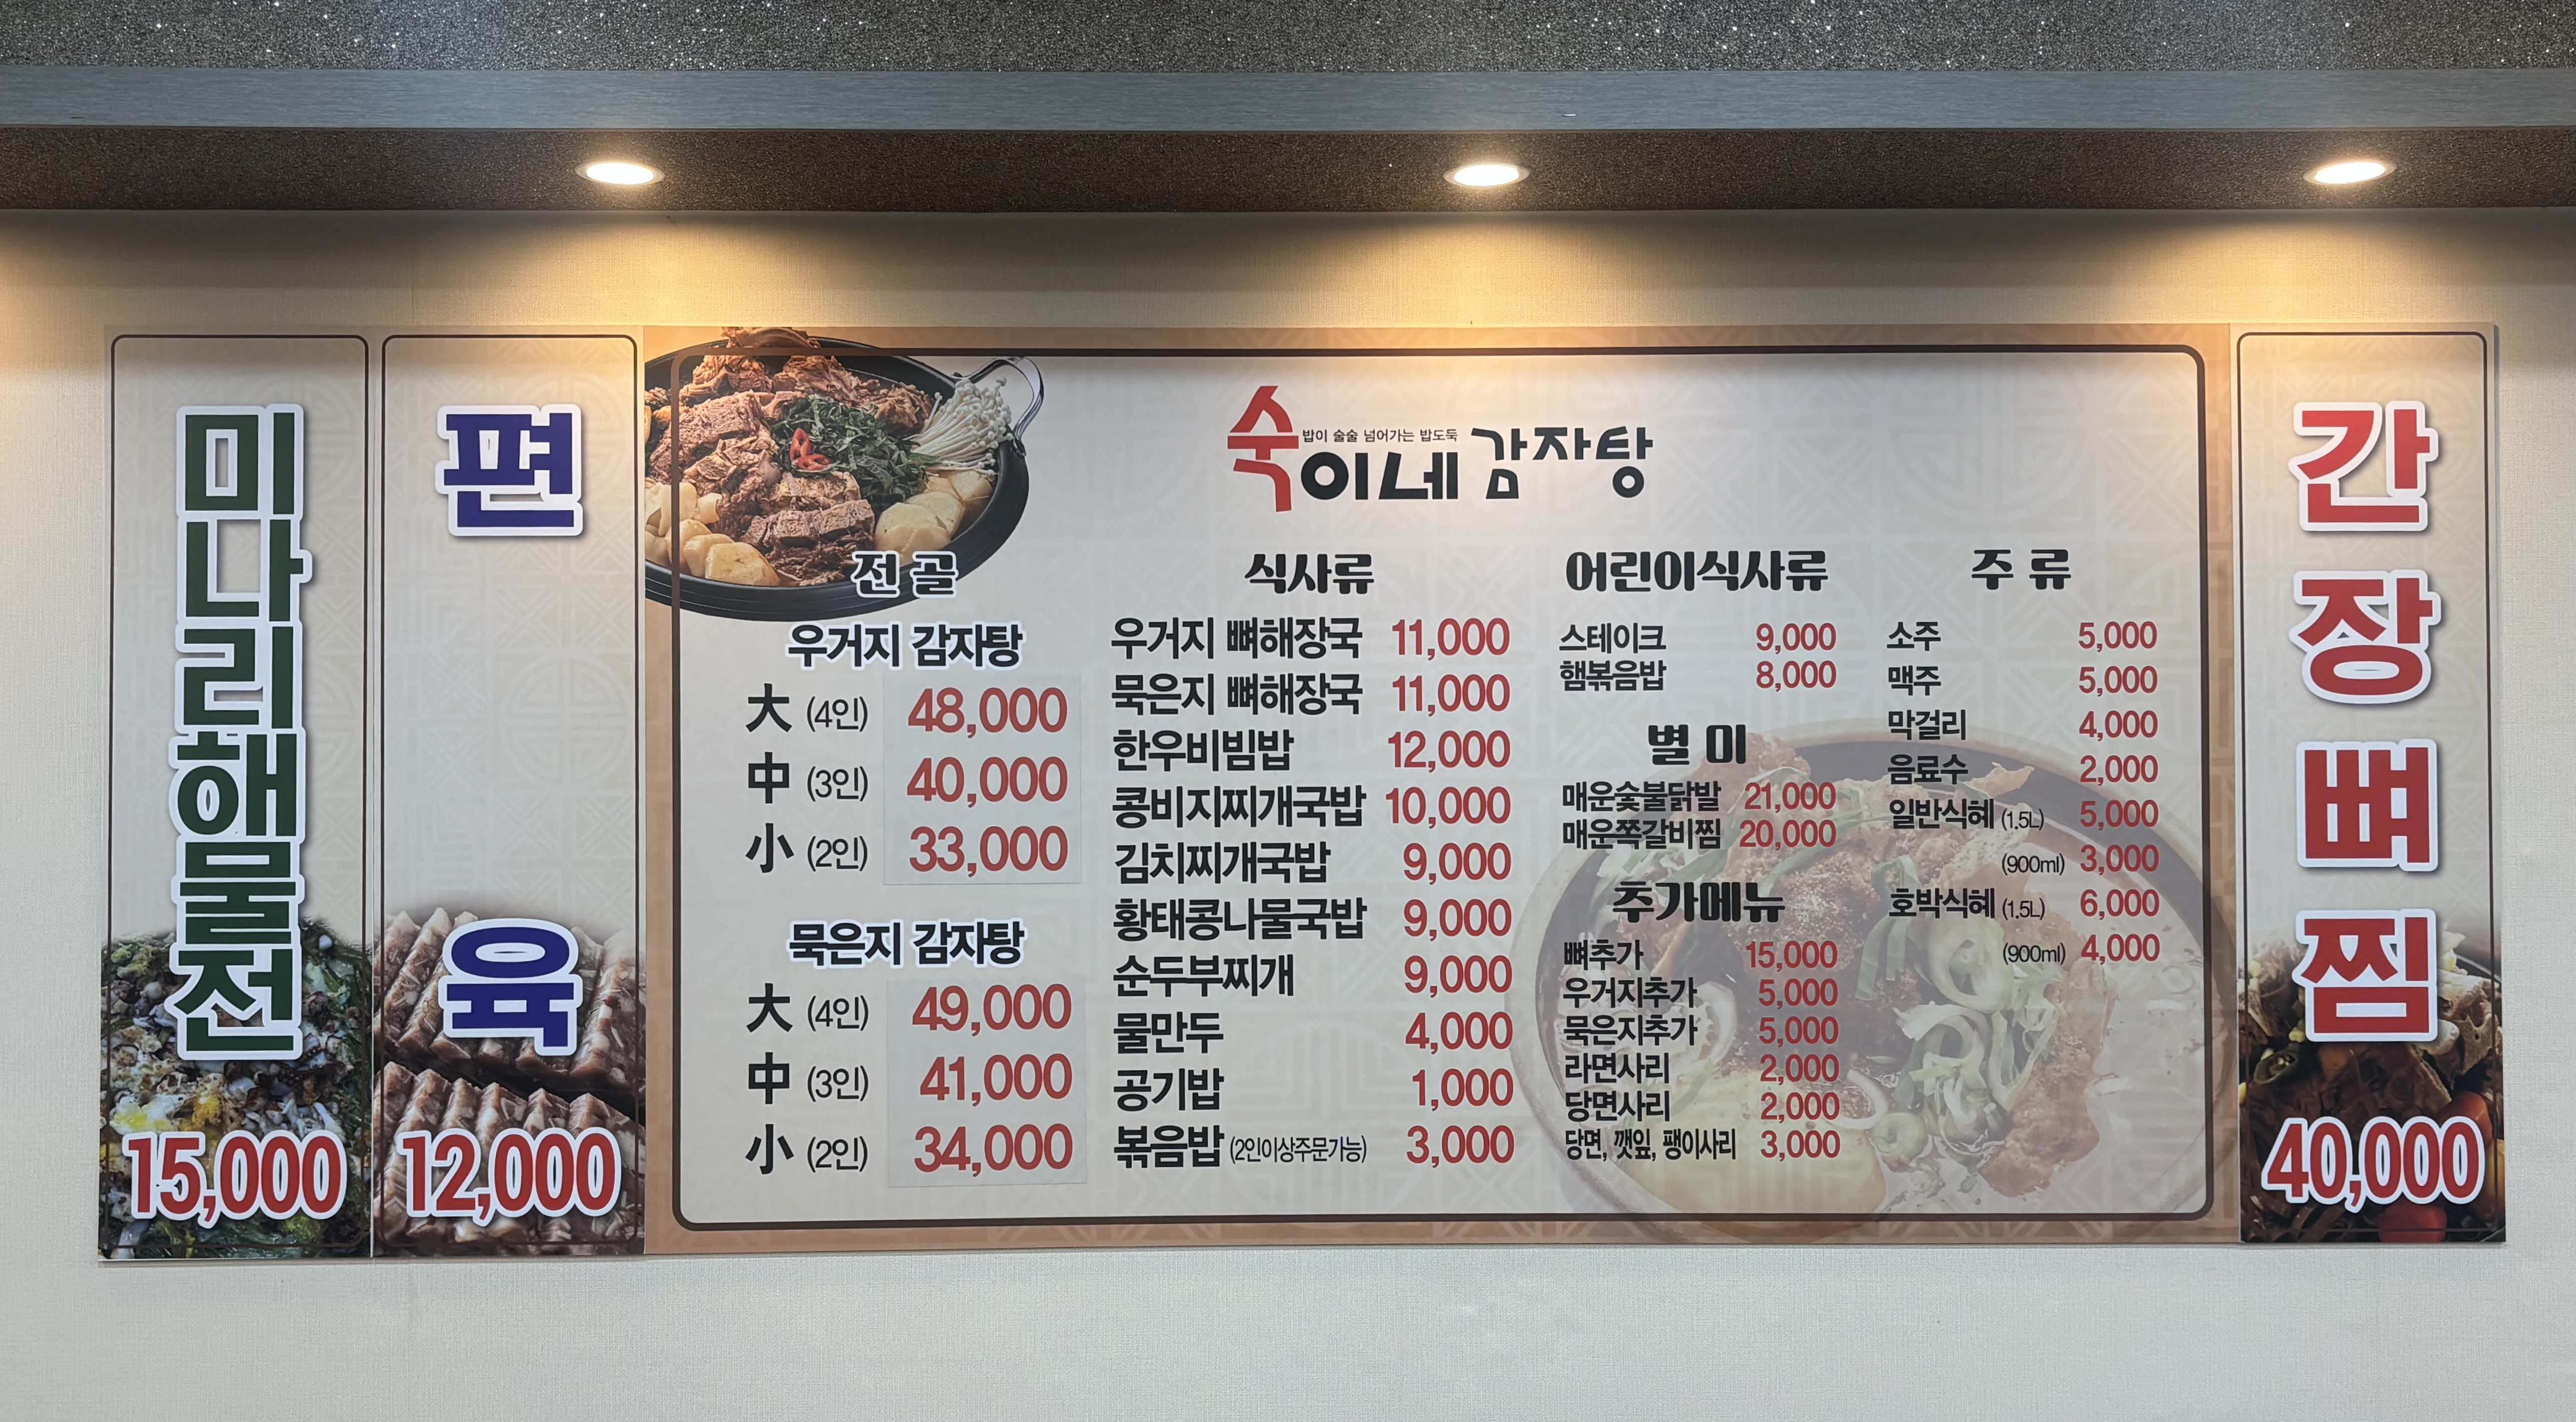 미나리해물전
15,000
편육
12,000
숙이네 감자탕
밥이 술술 넘어가는 밥도둑
전골
우거지 감자탕
大 (4인) 48,000
中 (3인) 40,000
小 (2인) 33,000
묵은지 감자탕
大 (4인) 49,000
中 (3인) 41,000
小 (2인) 34,000
식사류
우거지 뼈해장국 11,000
묵은지 뼈해장국 11,000
한우비빔밥 12,000
콩비지찌개국밥 10,000
김치찌개국밥 9,000
황태콩나물국밥 9,000
순두부찌개 9,000
물만두 4,000
공기밥 1,000
볶음밥 (2인이상주문가능) 3,000
어린이식사류
스테이크 9,000
햄볶음밥 8,000
별미
매운숯불닭발 21,000
매운쪽갈비찜 20,000
추가메뉴
뼈추가 15,000
우거지추가 5,000
묵은지추가 5,000
라면사리 2,000
당면사리 2,000
당면, 깻잎, 팽이사리 3,000
주류
소주 5,000
맥주 5,000
막걸리 4,000
음료수 2,000
일반식혜 (1.5L) 5,000
(900ml) 3,000
호박식혜 (1.5L) 6,000
(900ml) 4,000
간장뼈찜
40,000